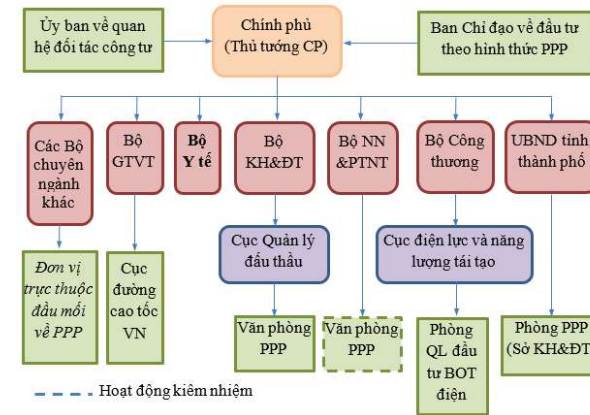 Ủy ban về quan
hệ đối tác công tư
Chính phủ
(Thủ tướng CP)
Ban Chỉ đạo về đầu tư
theo hình thức PPP
Các Bộ
chuyên
ngành
khác
Bộ
GTVT
Bộ
Y tế
Bộ
KH&ĐT
Bộ NN
&PTNT
Bộ Công
thương
UBND tỉnh
thành phố
Cục Quản lý
đấu thầu
Cục điện lực và năng
lượng tái tạo
Đơn vị
trực thuộc
đầu mối
về PPP
Cục
đường
cao tốc
VN
Văn phòng
PPP
Văn phòng
PPP
Phòng
QL đầu
tư BOT
điện
Phòng PPP
(Sở KH&ĐT)
Hoạt động kiêm nhiệm